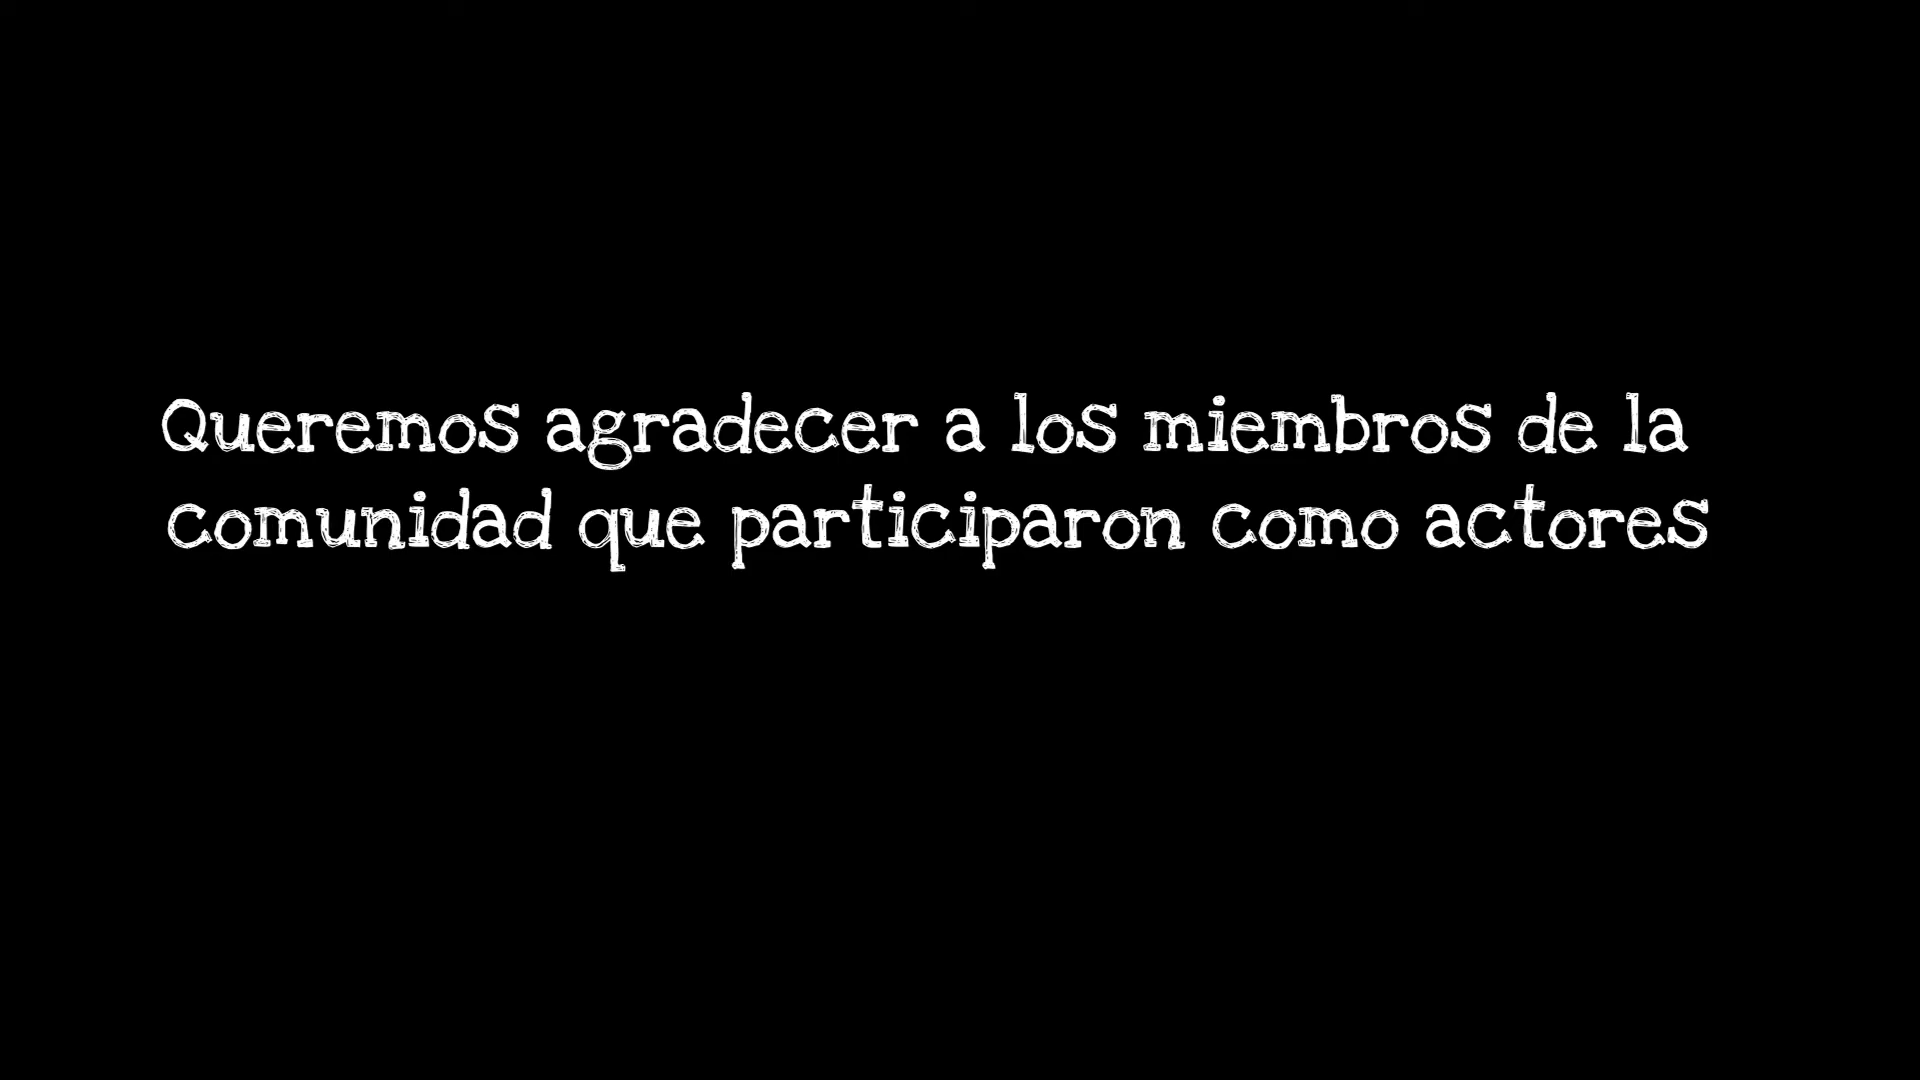 Queremos agradecer a los miembros de la
comunidad que participaron como actores